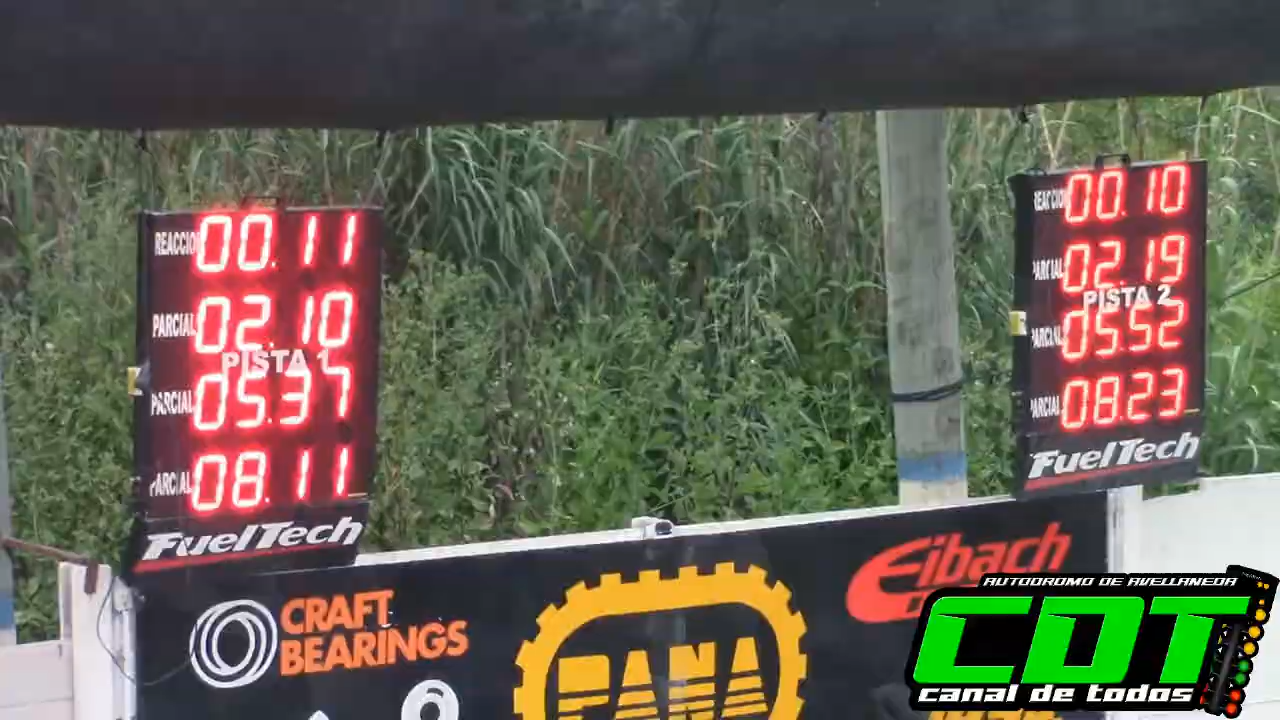 REACCIO 00.11
PARCIAL 02.10
PISTA 1
PARCIAL 05.37
PARCIAL 08.11
FuelTech
REACCIO 00.10
PARCIAL 02.19
PISTA 2
PARCIAL 05.52
PARCIAL 08.23
FuelTech
CRAFT
BEARINGS
Eibach
AUTODROMO DE AVELLANEDA
CDT
canal de todos